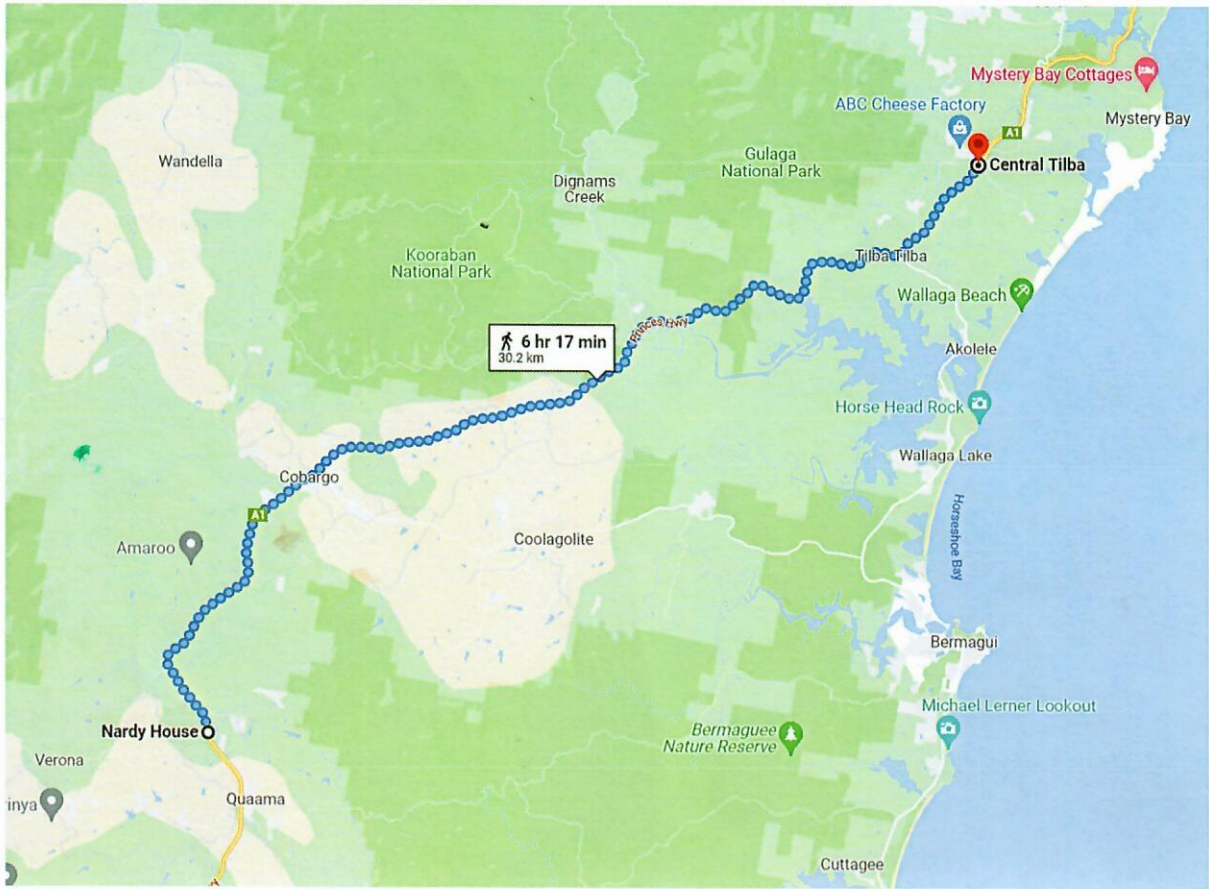 Mystery Bay Cottages
ABC Cheese Factory
Mystery Bay
A1
Wandella
Gulaga
National Park
Central Tilba
Dignams
Creek
Kooraban
National Park
Tilba Tilba
Wallaga Beach
Princes Hwy
6 hr 17 min
30.2 km
Akolele
Horse Head Rock
Wallaga Lake
Cobargo
A1
Horseshoe Bay
Amaroo
Coolagolite
Bermagui
Michael Lerner Lookout
Nardy House
Bermaguee
Nature Reserve
Verona
Quaama
inya
Cuttagee